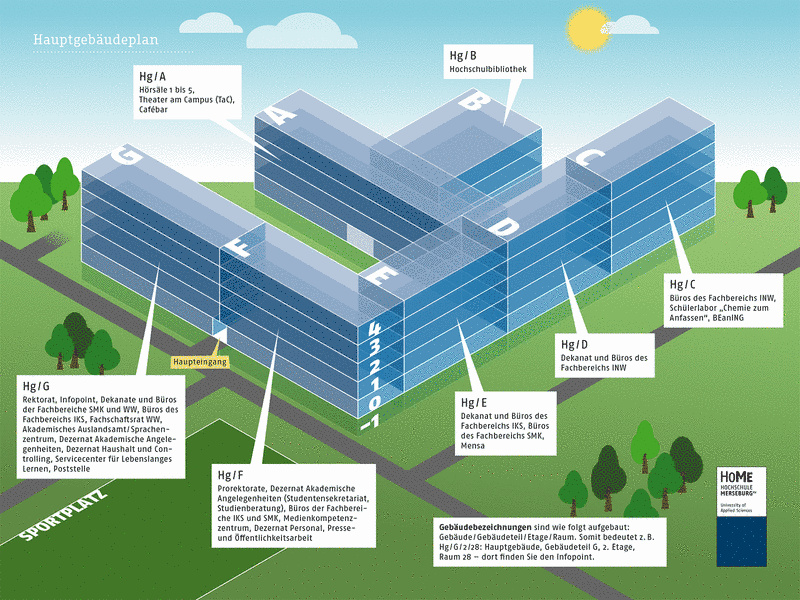 Hauptgebäudeplan
Hg/A
Hörsäle 1 bis 5,
Theater am Campus (TaC),
Cafébar
Hg/B
Hochschulbibliothek
A
B
C
D
E
F
G
4
3
2
1
0
-1
Haupteingang
Hg/C
Büros des Fachbereichs INW,
Schülerlabor „Chemie zum
Anfassen“, BEanING
Hg/D
Dekanat und Büros des
Fachbereichs INW
Hg/E
Dekanat und Büros des
Fachbereichs IKS, Büros
des Fachbereichs SMK,
Mensa
Hg/G
Rektorat, Infopoint, Dekanate und Büros
der Fachbereiche SMK und WW, Büros des
Fachbereichs IKS, Fachschaftsrat WW,
Akademisches Auslandsamt/Sprachen-
zentrum, Dezernat Akademische Angele-
genheiten, Dezernat Haushalt und Con-
trolling, Servicecenter für Lebenslanges
Lernen, Poststelle
Hg/F
Prorektorate, Dezernat Akademische
Angelegenheiten (Studentensekretariat,
Studienberatung), Büros der Fachberei-
che IKS und SMK, Medienkompetenz-
zentrum, Dezernat Personal, Presse-
und Öffentlichkeitsarbeit
SPORTPLATZ
Gebäudebezeichnungen sind wie folgt aufgebaut:
Gebäude/Gebäudeteil/Etage/Raum. Somit bedeutet z. B.
Hg/G/2/28: Hauptgebäude, Gebäudeteil G, 2. Etage,
Raum 28 – dort finden Sie den Infopoint.
HOME
HOCHSCHULE
MERSEBURG
University of
Applied Sciences